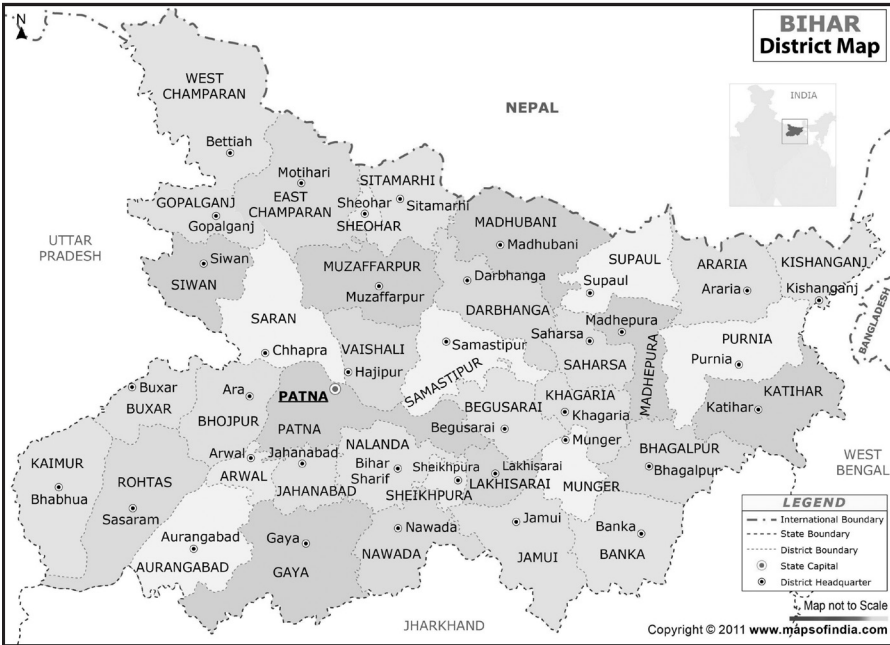 N
BIHAR
District Map
INDIA
NEPAL
UTTAR
PRADESH
WEST
CHAMPARAN
Bettiah
Motihari
EAST
CHAMPARAN
SITAMARHI
Sheohar
Sitamarhi
SHEOHAR
GOPALGANJ
Gopalganj
MADHUBANI
Madhubani
Siwan
SIWAN
MUZAFFARPUR
Muzaffarpur
Darbhanga
DARBHANGA
SUPAUL
Supaul
ARARIA
Araria
KISHANGANJ
Kishanganj
BANGLADESH
SARAN
Chhapra
VAISHALI
Hajipur
Samastipur
SAMASTIPUR
Saharsa
SAHARSA
Madhepura
MADHEPURA
PURNIA
Purnia
KATIHAR
Katihar
Buxar
BUXAR
Ara
BHOJPUR
PATNA
PATNA
BEGUSARAI
Begusarai
KHAGARIA
Khagaria
Munger
MUNGER
BHAGALPUR
Bhagalpur
WEST
BENGAL
KAIMUR
Bhabhua
ROHTAS
Sasaram
Arwal
ARWAL
Jahanabad
JAHANABAD
NALANDA
Bihar
Sharif
Sheikhpura
SHEIKHPURA
Lakhisarai
LAKHISARAI
Aurangabad
AURANGABAD
Gaya
GAYA
Nawada
NAWADA
Jamui
JAMUI
Banka
BANKA
JHARKHAND
LEGEND
International Boundary
State Boundary
District Boundary
State Capital
District Headquarter
Map not to Scale
Copyright © 2011 www.mapsofindia.com